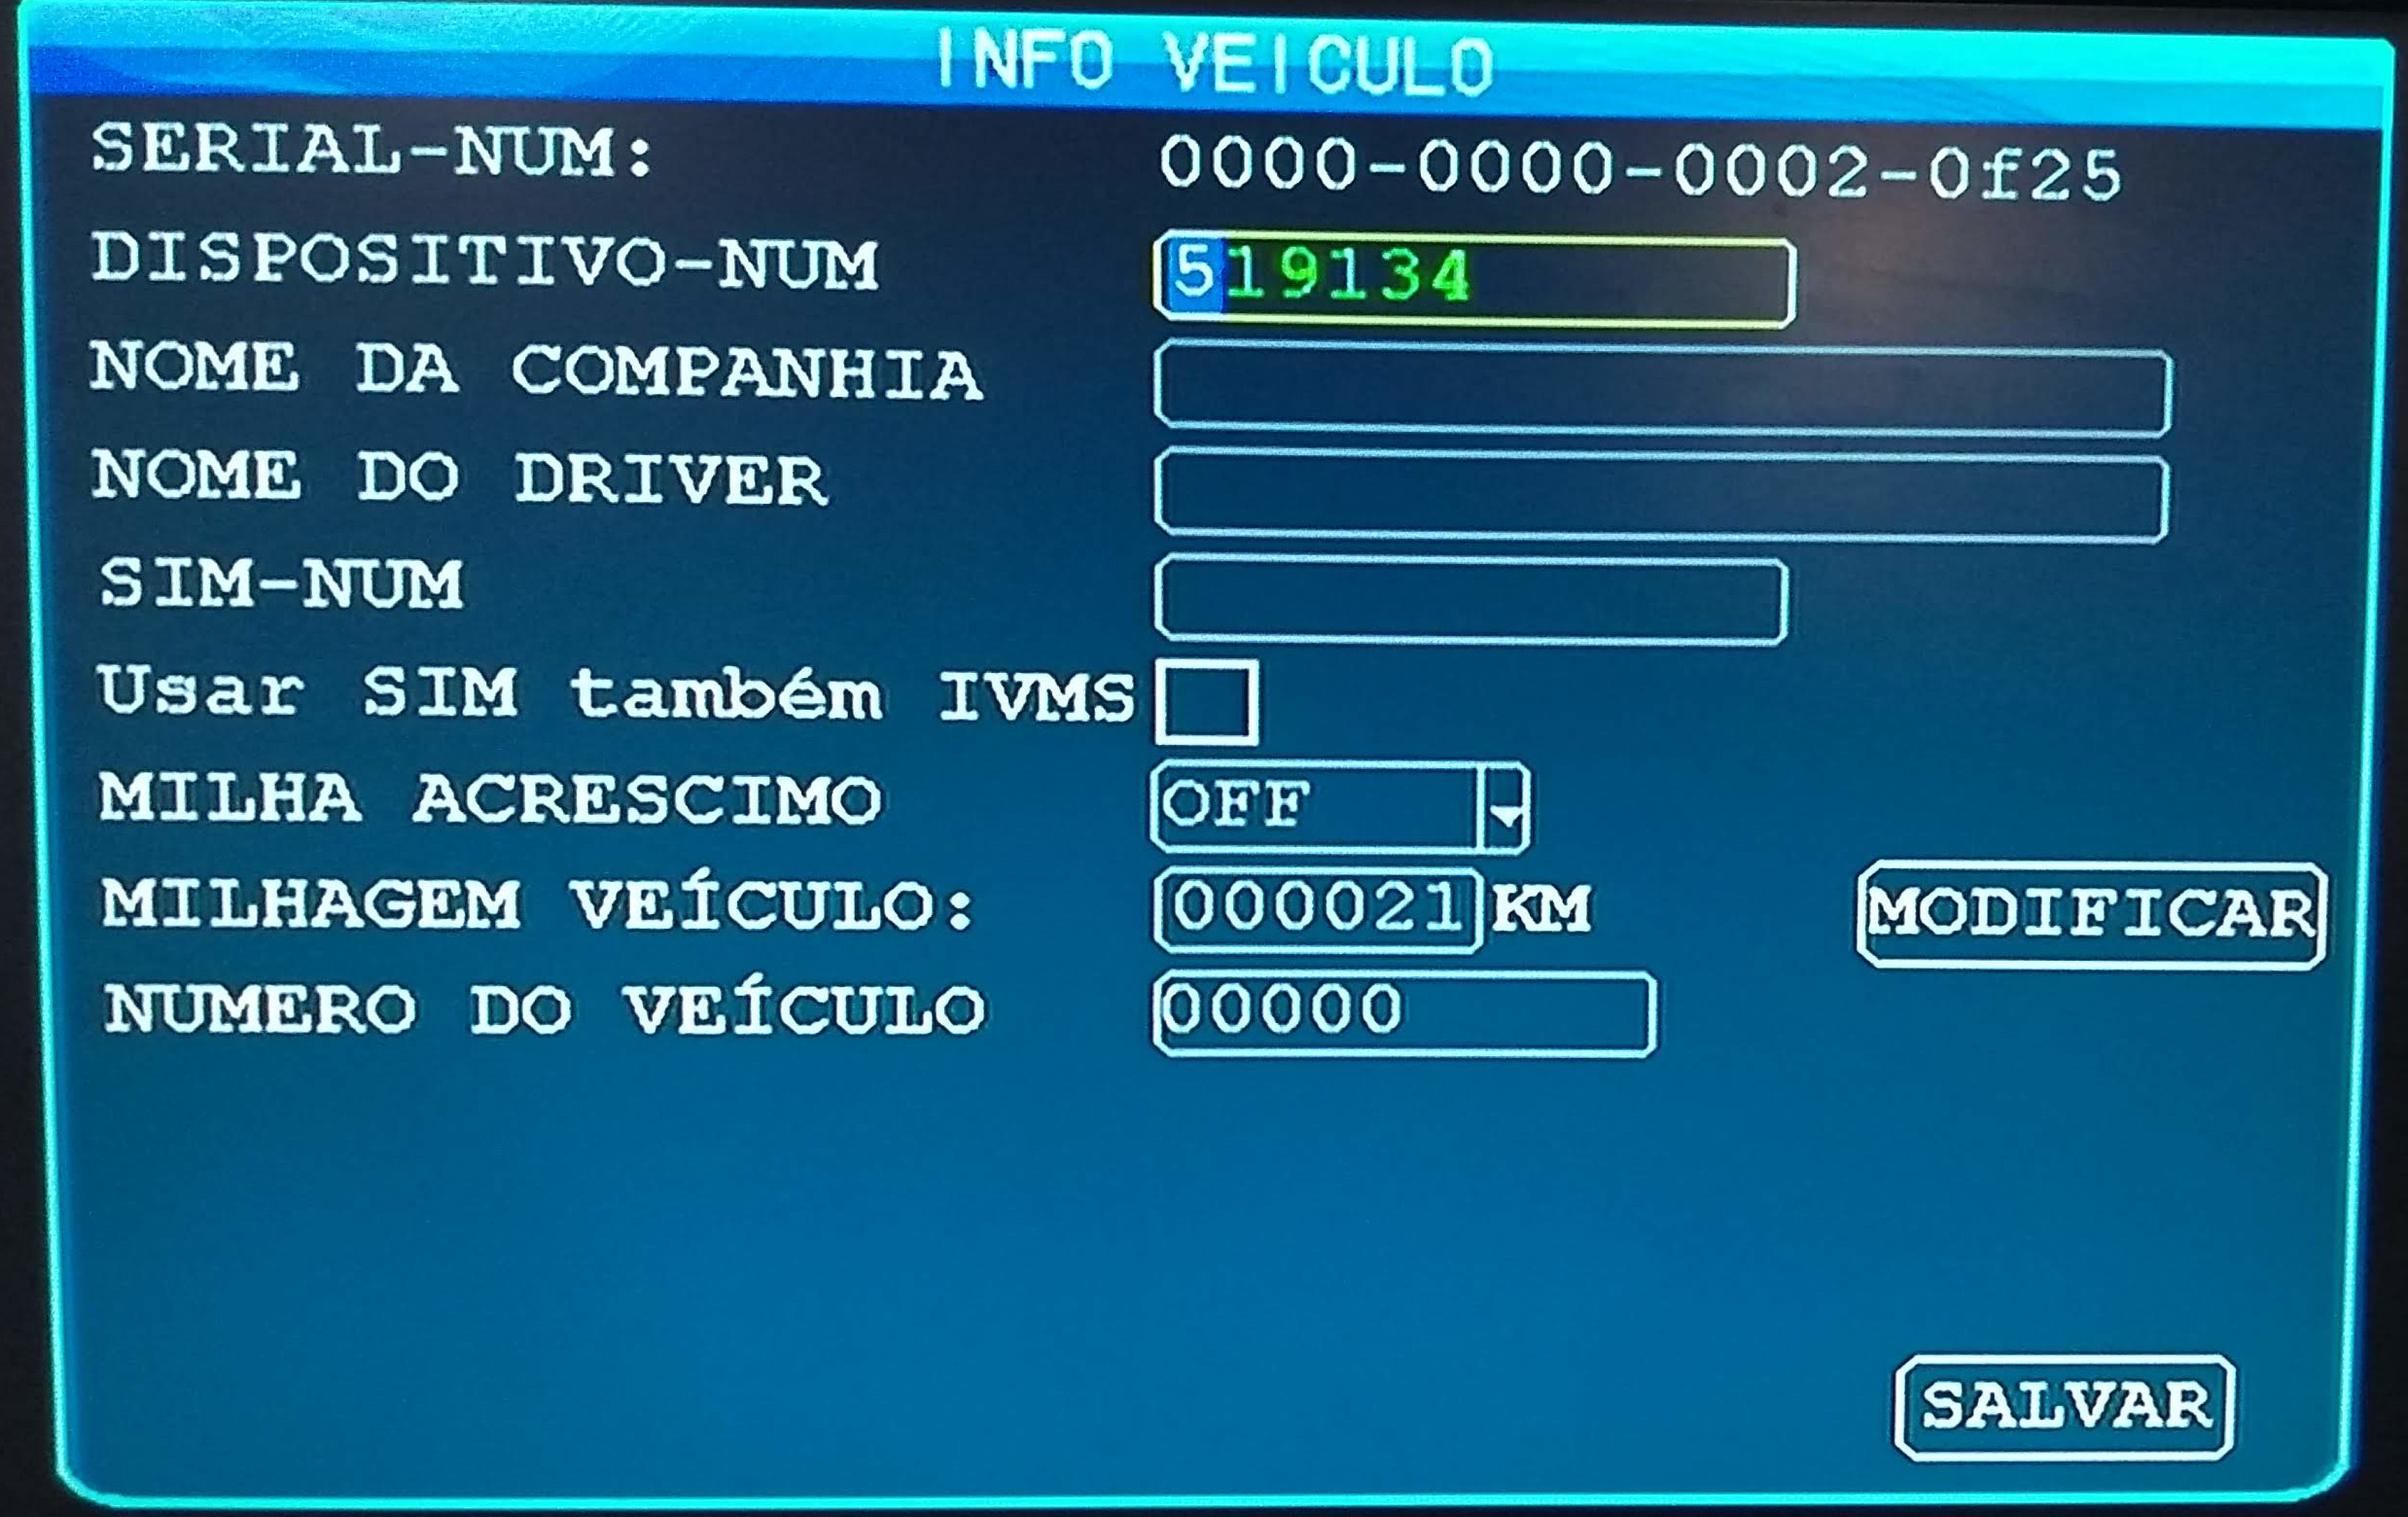 INFO VEICULO
SERIAL-NUM: 0000-0000-0002-0f25
DISPOSITIVO-NUM 519134
NOME DA COMPANHIA
NOME DO DRIVER
SIM-NUM
Usar SIM também IVMS
MILHA ACRESCIMO OFF
MILHAGEM VEÍCULO: 000021 KM MODIFICAR
NUMERO DO VEÍCULO 00000
SALVAR